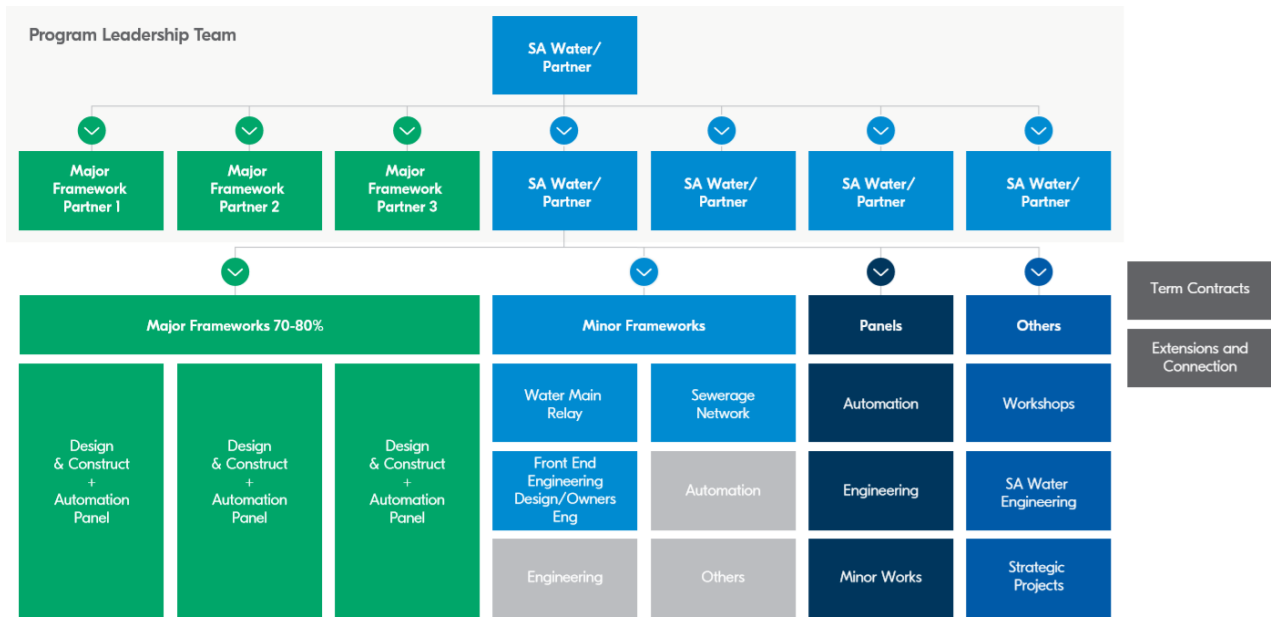 Program Leadership Team
SA Water/
Partner
Major
Framework
Partner 1
Major
Framework
Partner 2
Major
Framework
Partner 3
SA Water/
Partner
SA Water/
Partner
SA Water/
Partner
SA Water/
Partner
Major Frameworks 70-80%
Minor Frameworks
Panels
Others
Term Contracts
Extensions and
Connection
Design
& Construct
+
Automation
Panel
Design
& Construct
+
Automation
Panel
Design
& Construct
+
Automation
Panel
Water Main
Relay
Sewerage
Network
Automation
Workshops
Front End
Engineering
Design/Owners
Eng
Automation
Engineering
SA Water
Engineering
Engineering
Others
Minor Works
Strategic
Projects